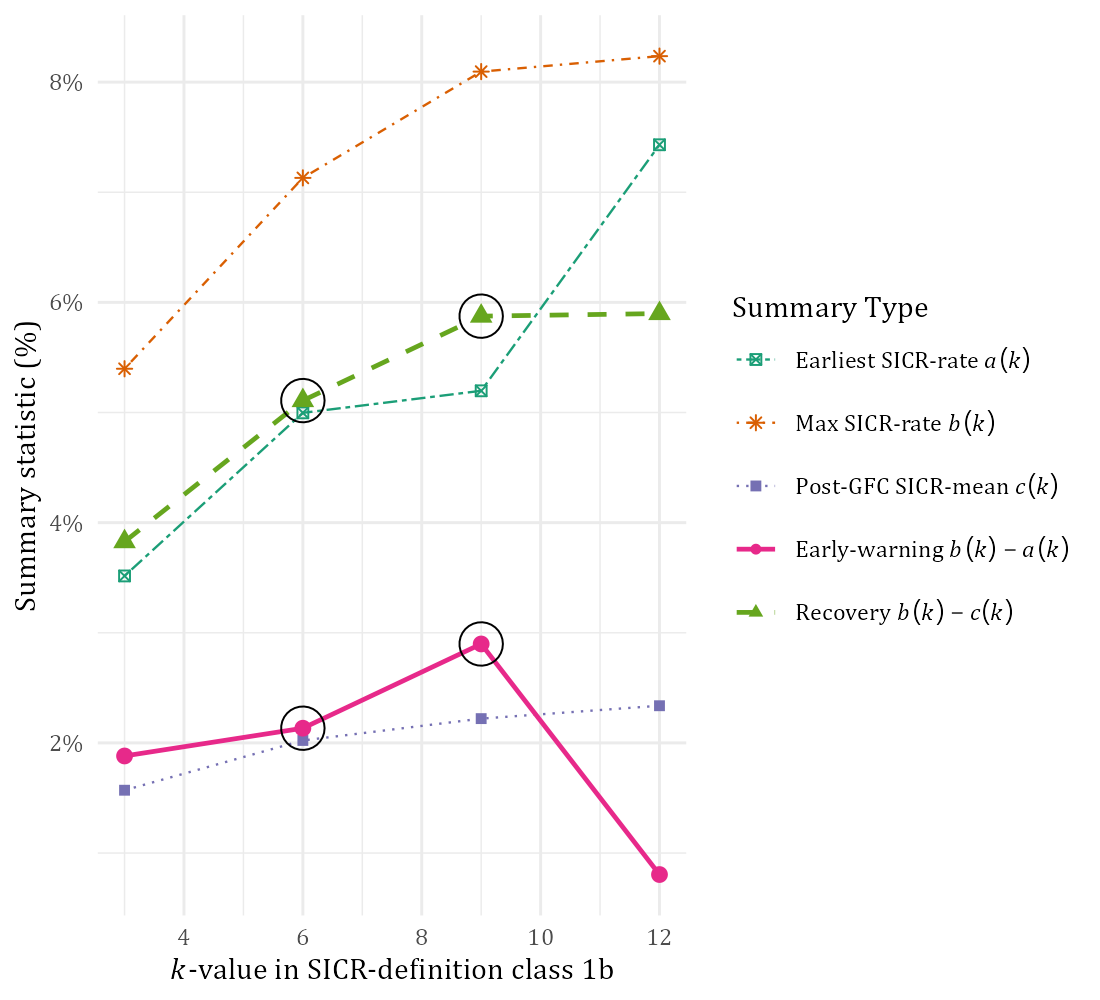 8%
6%
4%
2%
Summary statistic (%)
4 6 8 10 12
k-value in SICR-definition class 1b
Summary Type
Earliest SICR-rate a(k)
Max SICR-rate b(k)
Post-GFC SICR-mean c(k)
Early-warning b(k) − a(k)
Recovery b(k) − c(k)